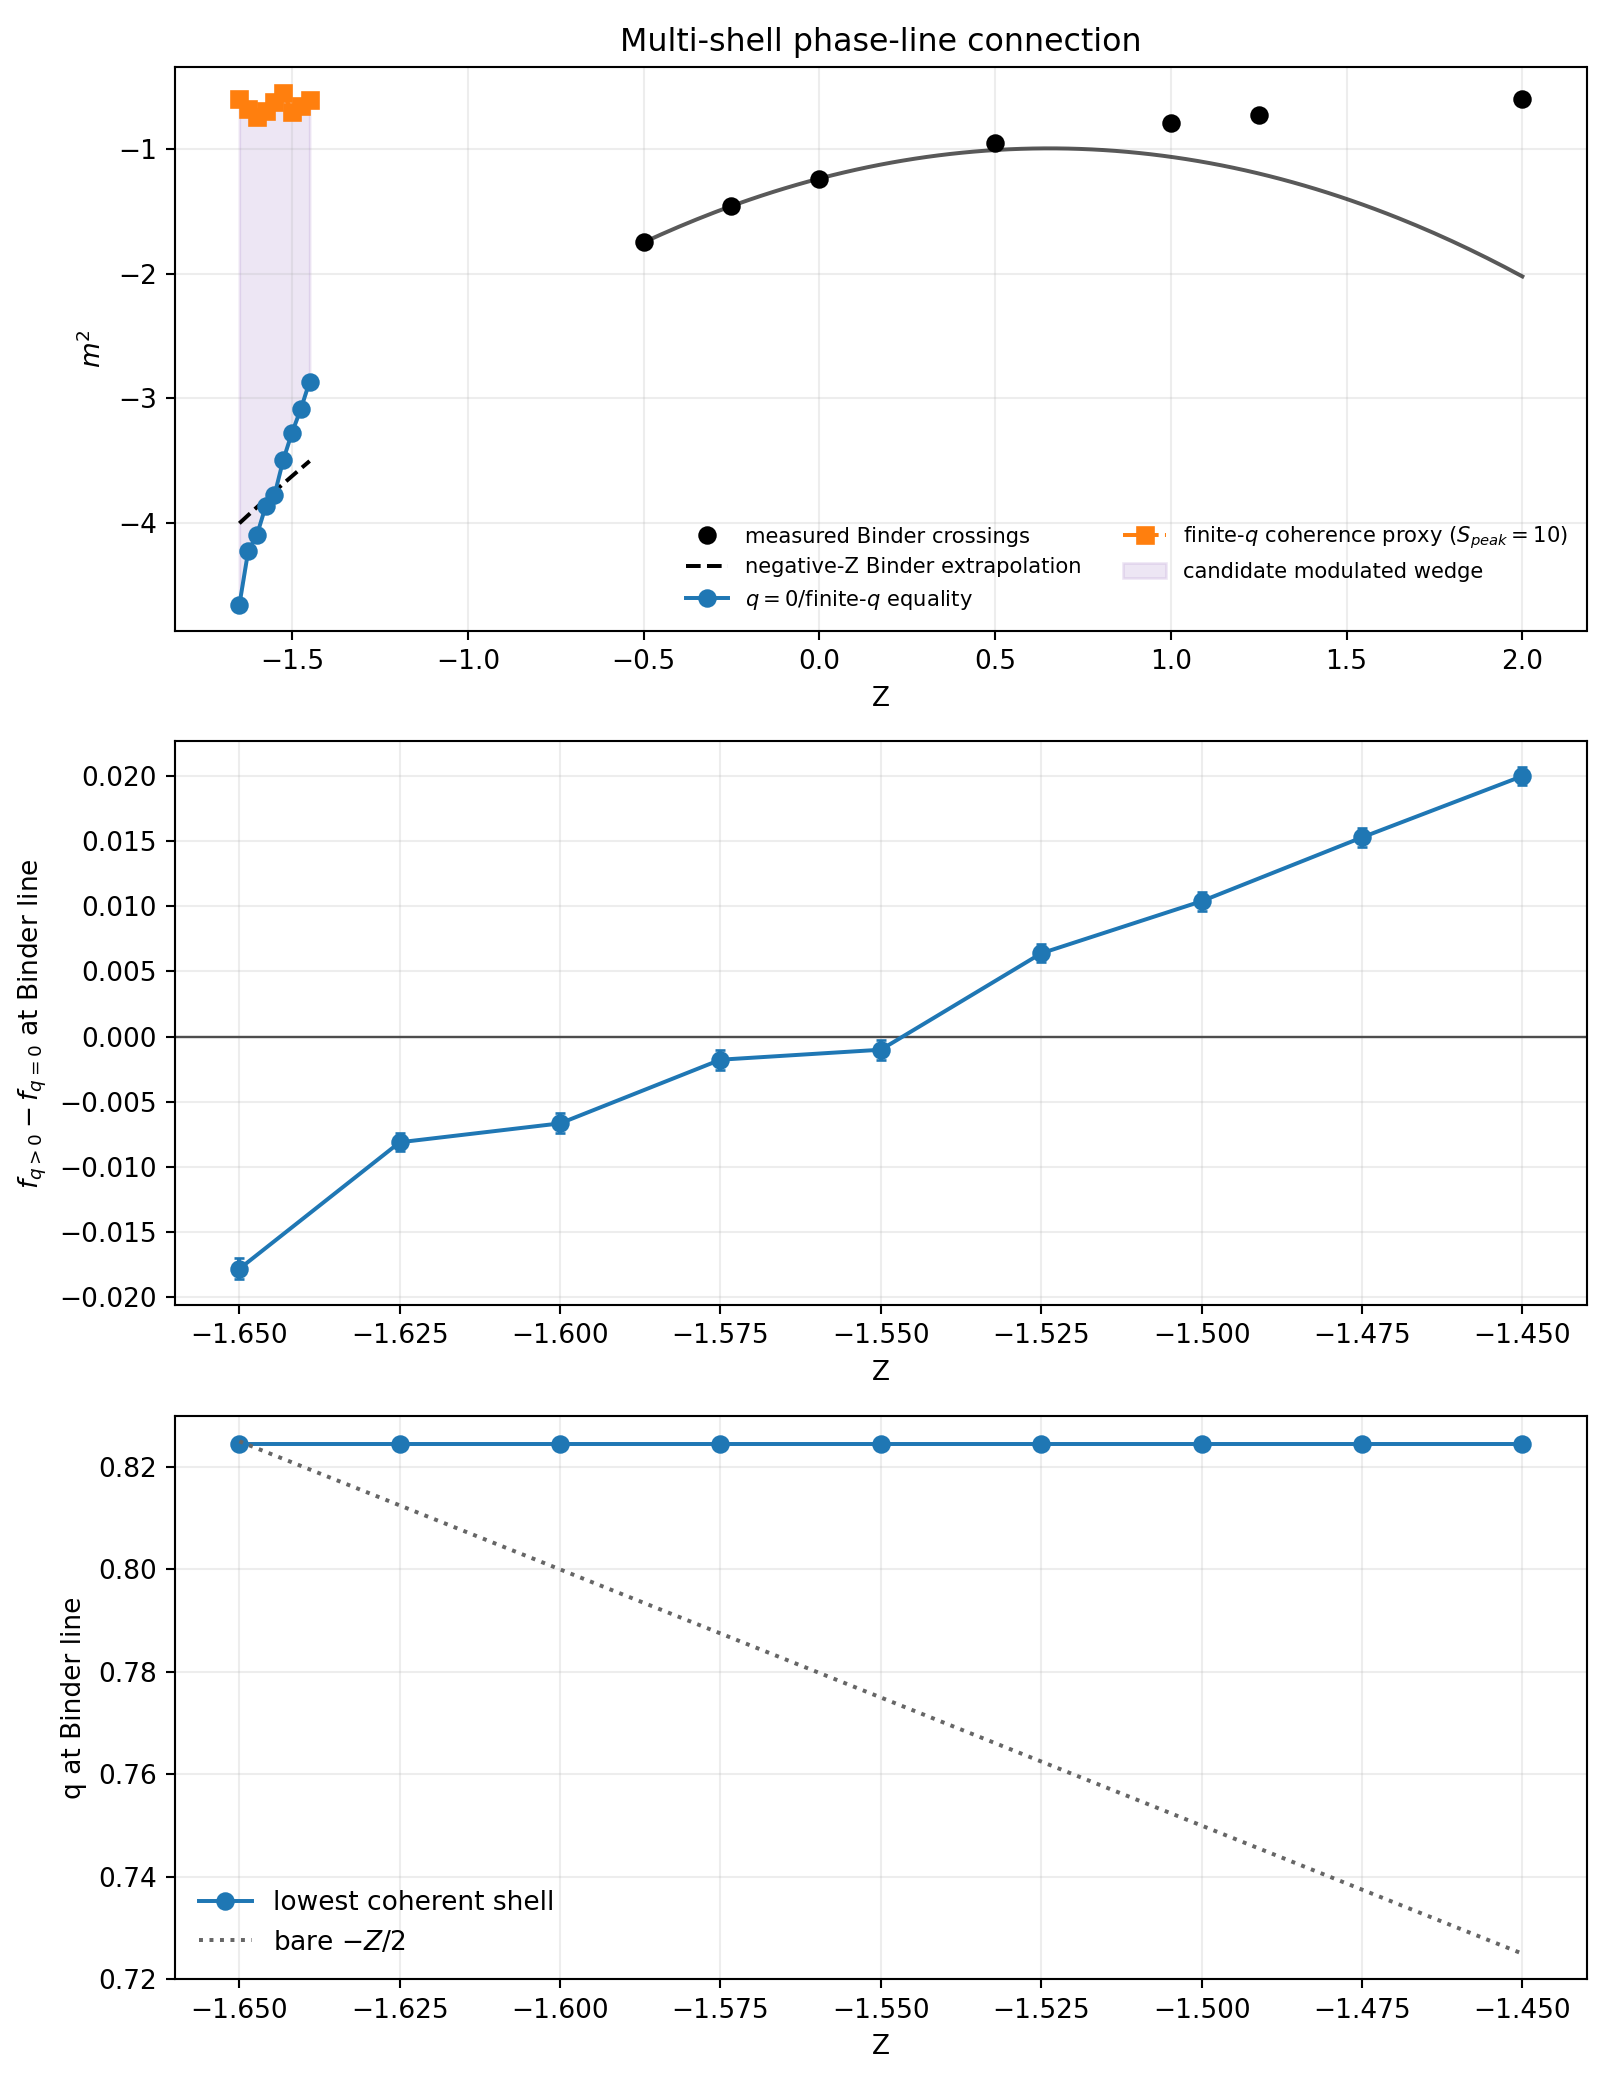 Multi-shell phase-line connection
−1
−2
−3
−4
m²
measured Binder crossings
negative-Z Binder extrapolation
q = 0/finite-q equality
finite-q coherence proxy (S_peak = 10)
candidate modulated wedge
−1.5 −1.0 −0.5 0.0 0.5 1.0 1.5 2.0
Z
0.020
0.015
0.010
0.005
0.000
−0.005
−0.010
−0.015
−0.020
f_q > 0 − f_q = 0 at Binder line
−1.650 −1.625 −1.600 −1.575 −1.550 −1.525 −1.500 −1.475 −1.450
Z
0.82
0.80
0.78
0.76
0.74
0.72
q at Binder line
lowest coherent shell
bare −Z/2
−1.650 −1.625 −1.600 −1.575 −1.550 −1.525 −1.500 −1.475 −1.450
Z